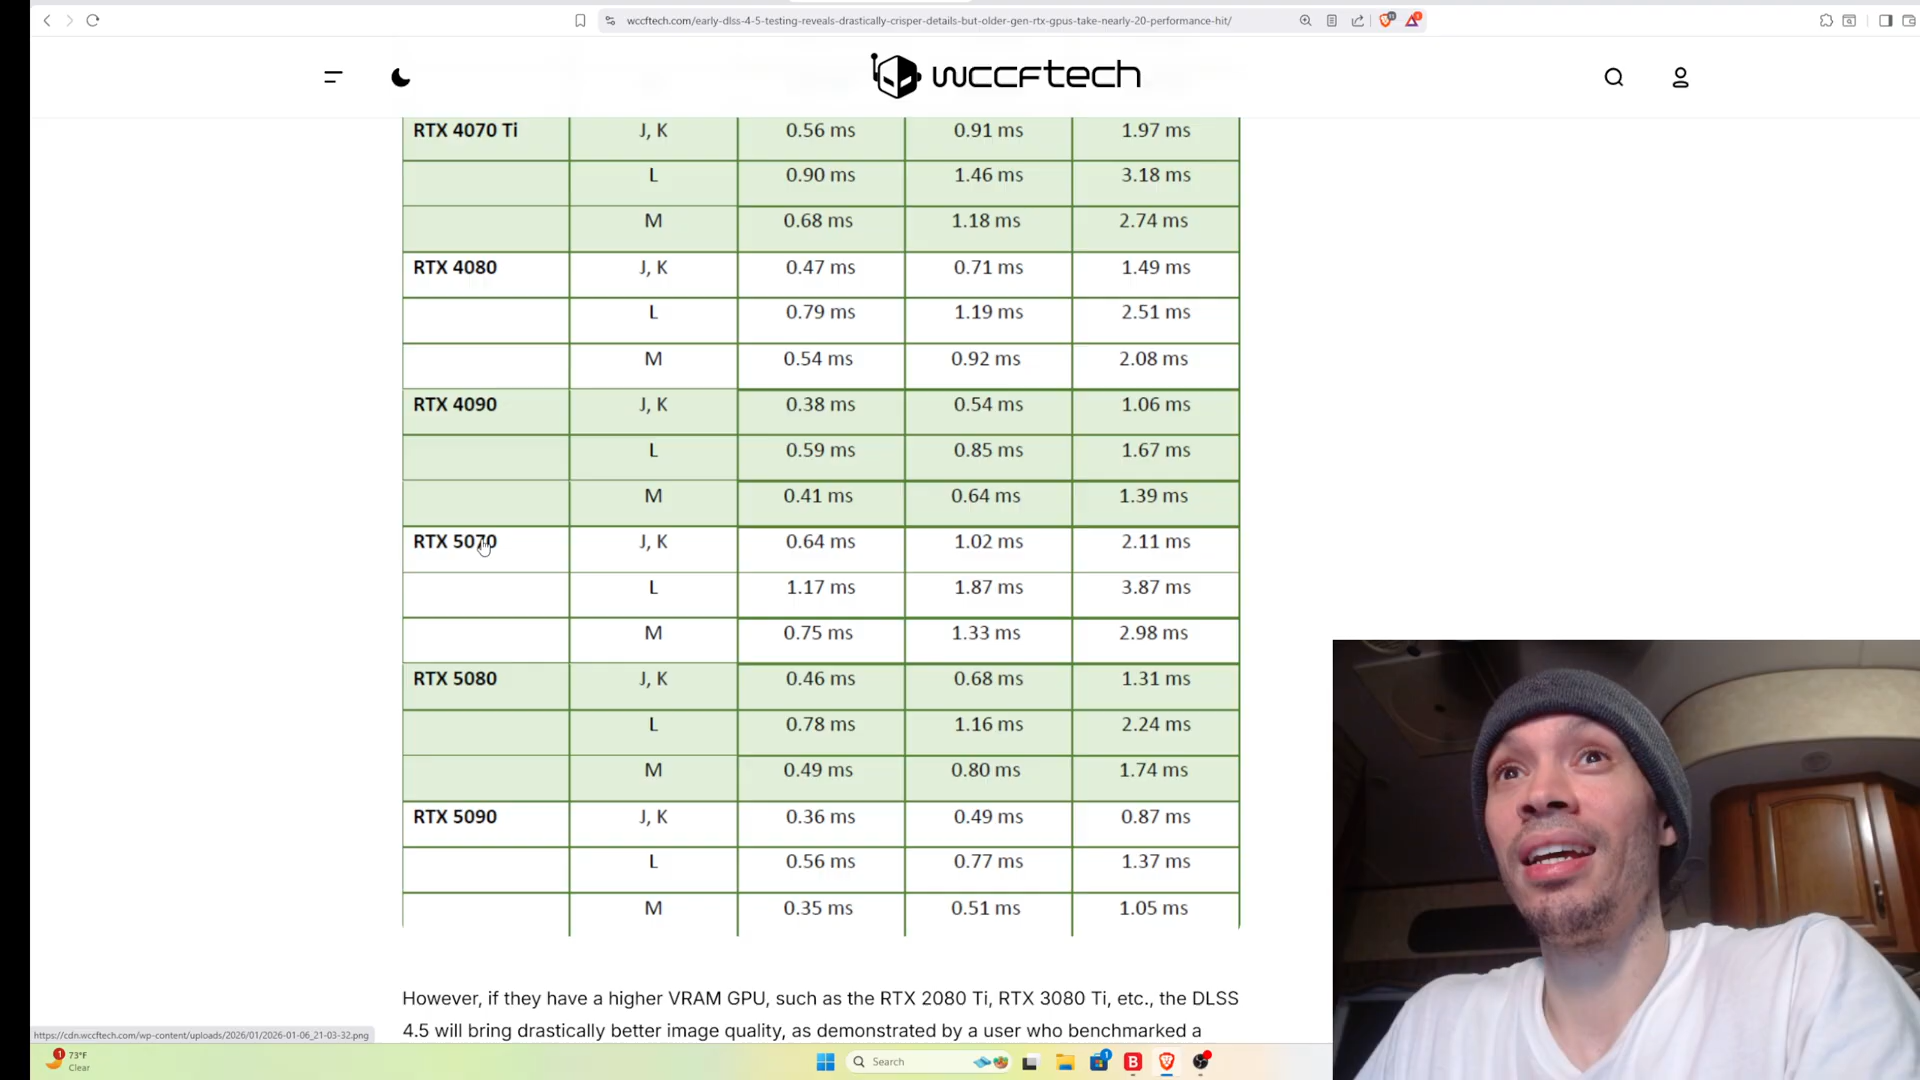 wccftech.com/early-dlss-4-5-testing-reveals-drastically-crisper-details-but-older-gen-rtx-gpus-take-nearly-20-performance-hit/
wccftech
RTX 4070 Ti J, K 0.56 ms 0.91 ms 1.97 ms
L 0.90 ms 1.46 ms 3.18 ms
M 0.68 ms 1.18 ms 2.74 ms
RTX 4080 J, K 0.47 ms 0.71 ms 1.49 ms
L 0.79 ms 1.19 ms 2.51 ms
M 0.54 ms 0.92 ms 2.08 ms
RTX 4090 J, K 0.38 ms 0.54 ms 1.06 ms
L 0.59 ms 0.85 ms 1.67 ms
M 0.41 ms 0.64 ms 1.39 ms
RTX 5070 J, K 0.64 ms 1.02 ms 2.11 ms
L 1.17 ms 1.87 ms 3.87 ms
M 0.75 ms 1.33 ms 2.98 ms
RTX 5080 J, K 0.46 ms 0.68 ms 1.31 ms
L 0.78 ms 1.16 ms 2.24 ms
M 0.49 ms 0.80 ms 1.74 ms
RTX 5090 J, K 0.36 ms 0.49 ms 0.87 ms
L 0.56 ms 0.77 ms 1.37 ms
M 0.35 ms 0.51 ms 1.05 ms
However, if they have a higher VRAM GPU, such as the RTX 2080 Ti, RTX 3080 Ti, etc., the DLSS
4.5 will bring drastically better image quality, as demonstrated by a user who benchmarked a
https://cdn.wccftech.com/wp-content/uploads/2026/01/2026-01-06_21-03-32.png
1
73°F
Clear
Search
1
B